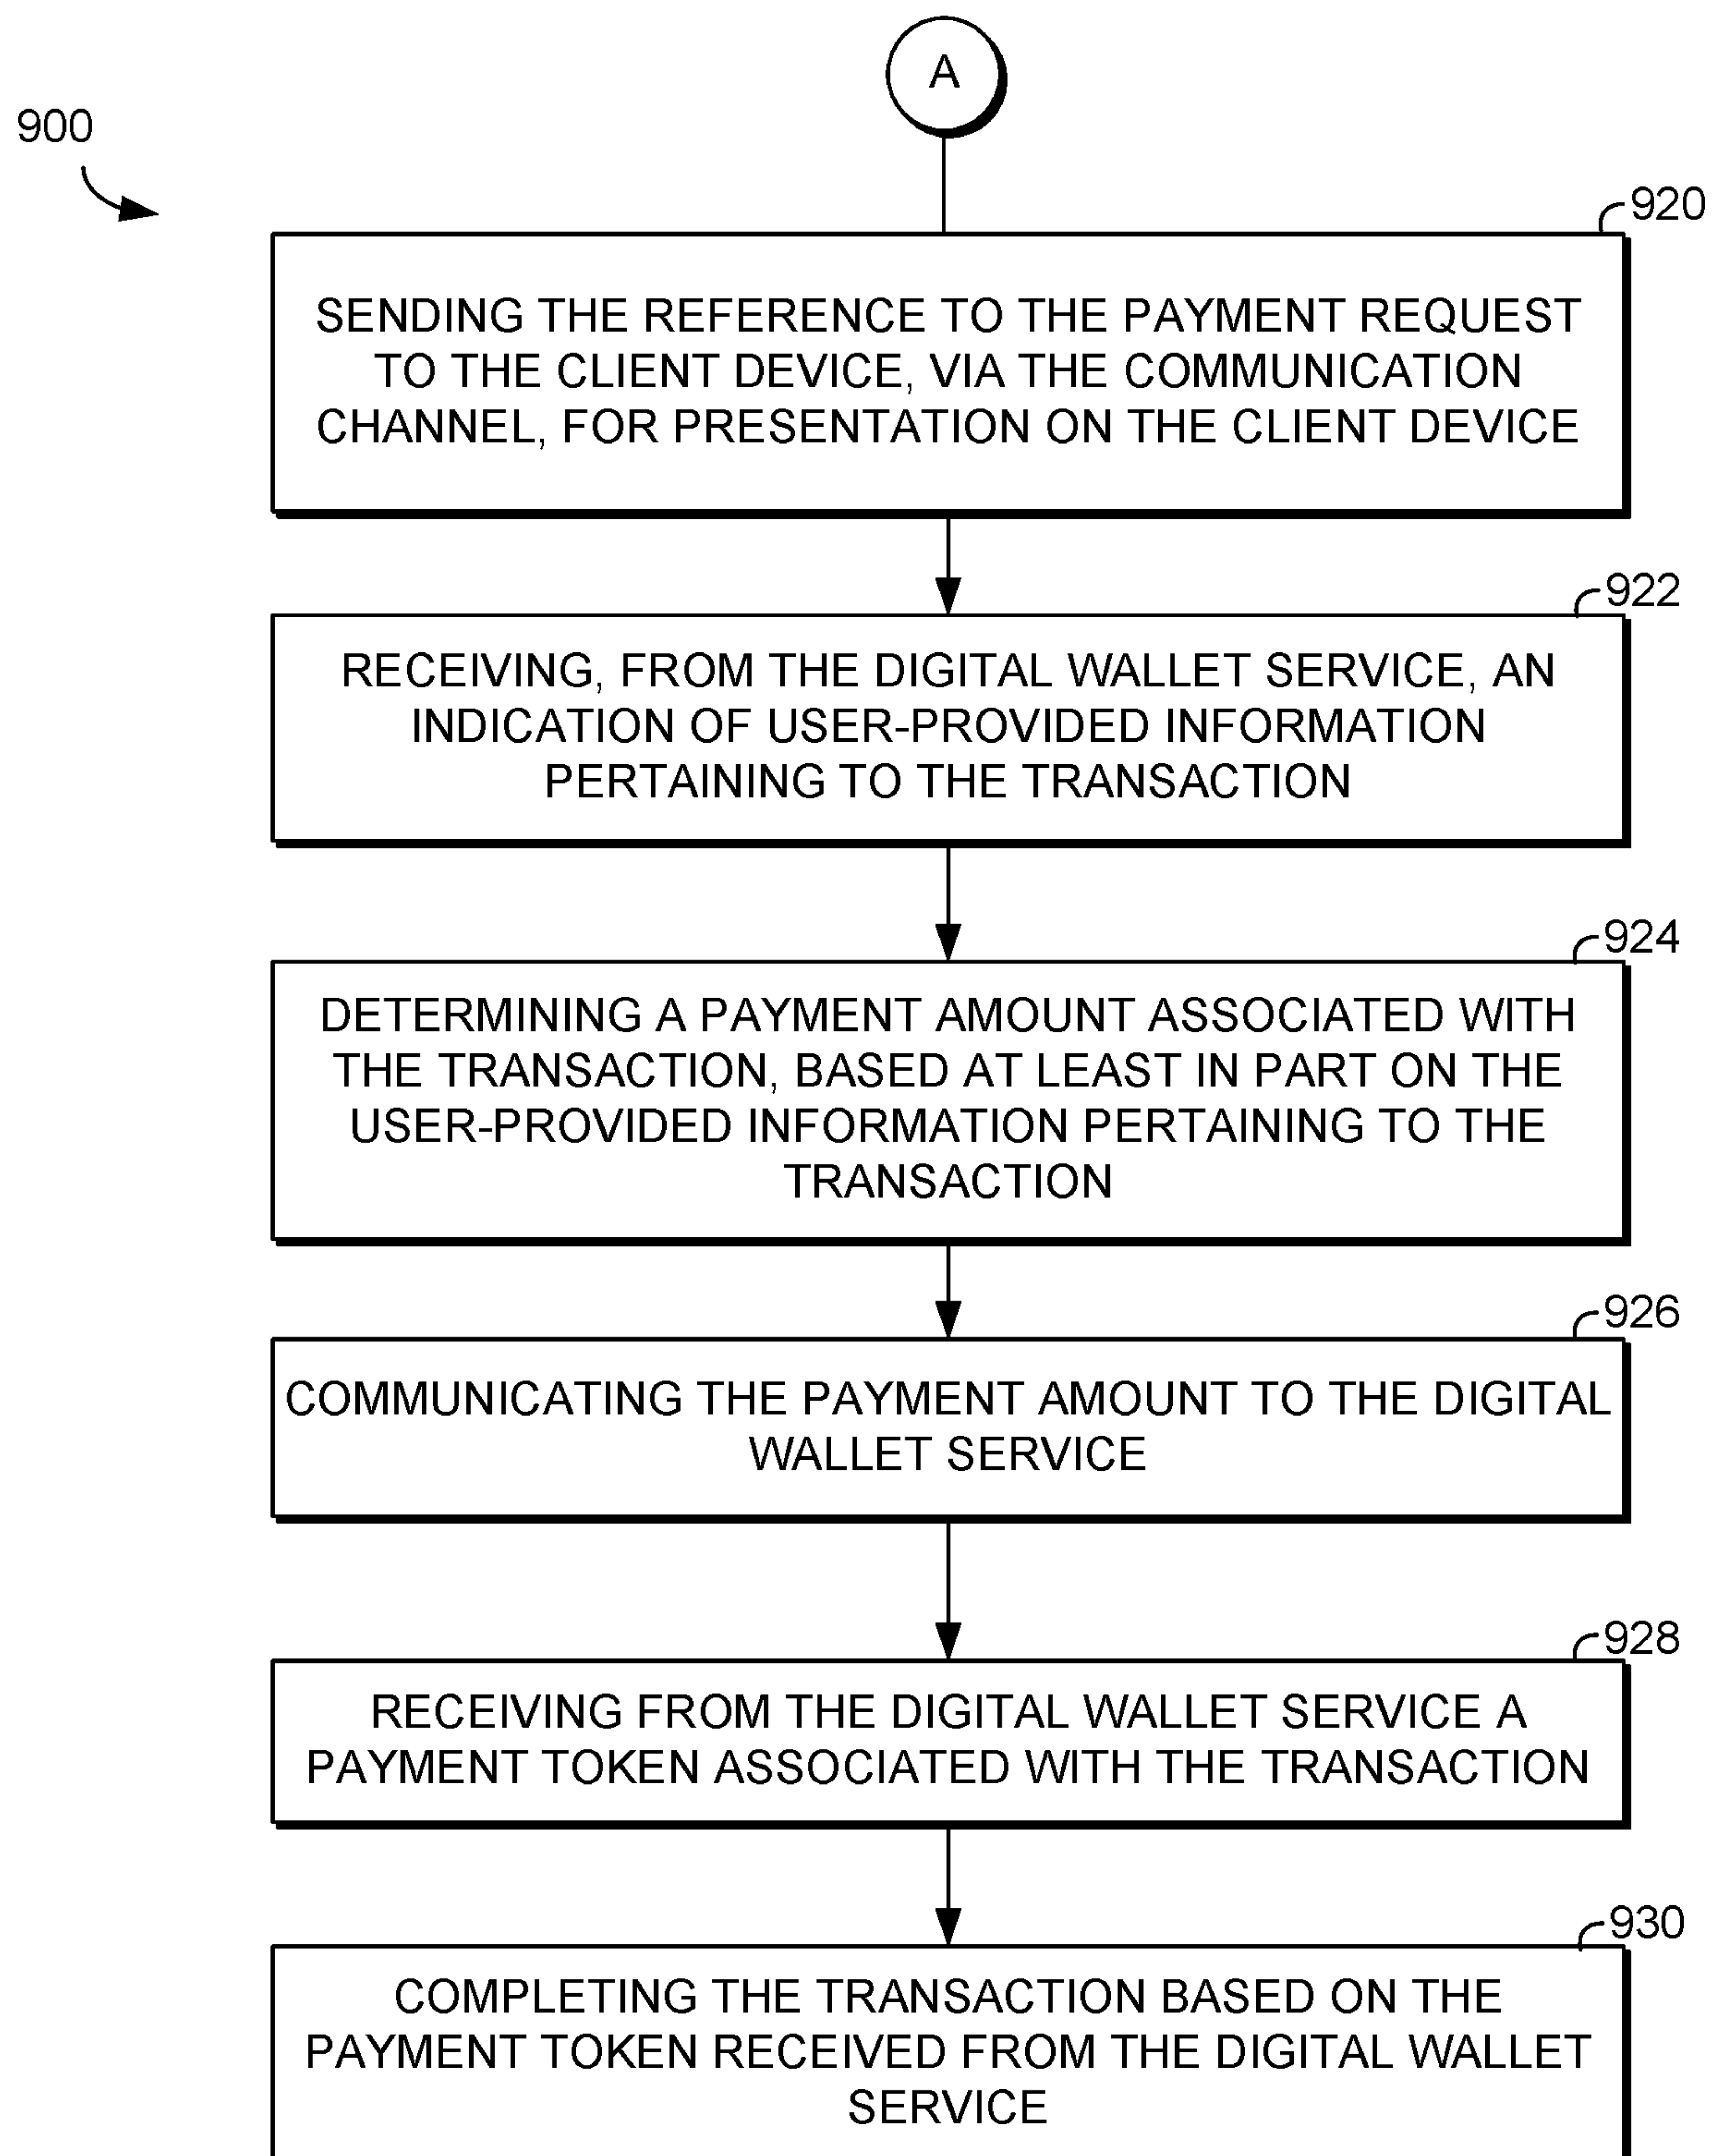 A
900
920
SENDING THE REFERENCE TO THE PAYMENT REQUEST
TO THE CLIENT DEVICE, VIA THE COMMUNICATION
CHANNEL, FOR PRESENTATION ON THE CLIENT DEVICE
922
RECEIVING, FROM THE DIGITAL WALLET SERVICE, AN
INDICATION OF USER-PROVIDED INFORMATION
PERTAINING TO THE TRANSACTION
924
DETERMINING A PAYMENT AMOUNT ASSOCIATED WITH
THE TRANSACTION, BASED AT LEAST IN PART ON THE
USER-PROVIDED INFORMATION PERTAINING TO THE
TRANSACTION
926
COMMUNICATING THE PAYMENT AMOUNT TO THE DIGITAL
WALLET SERVICE
928
RECEIVING FROM THE DIGITAL WALLET SERVICE A
PAYMENT TOKEN ASSOCIATED WITH THE TRANSACTION
930
COMPLETING THE TRANSACTION BASED ON THE
PAYMENT TOKEN RECEIVED FROM THE DIGITAL WALLET
SERVICE